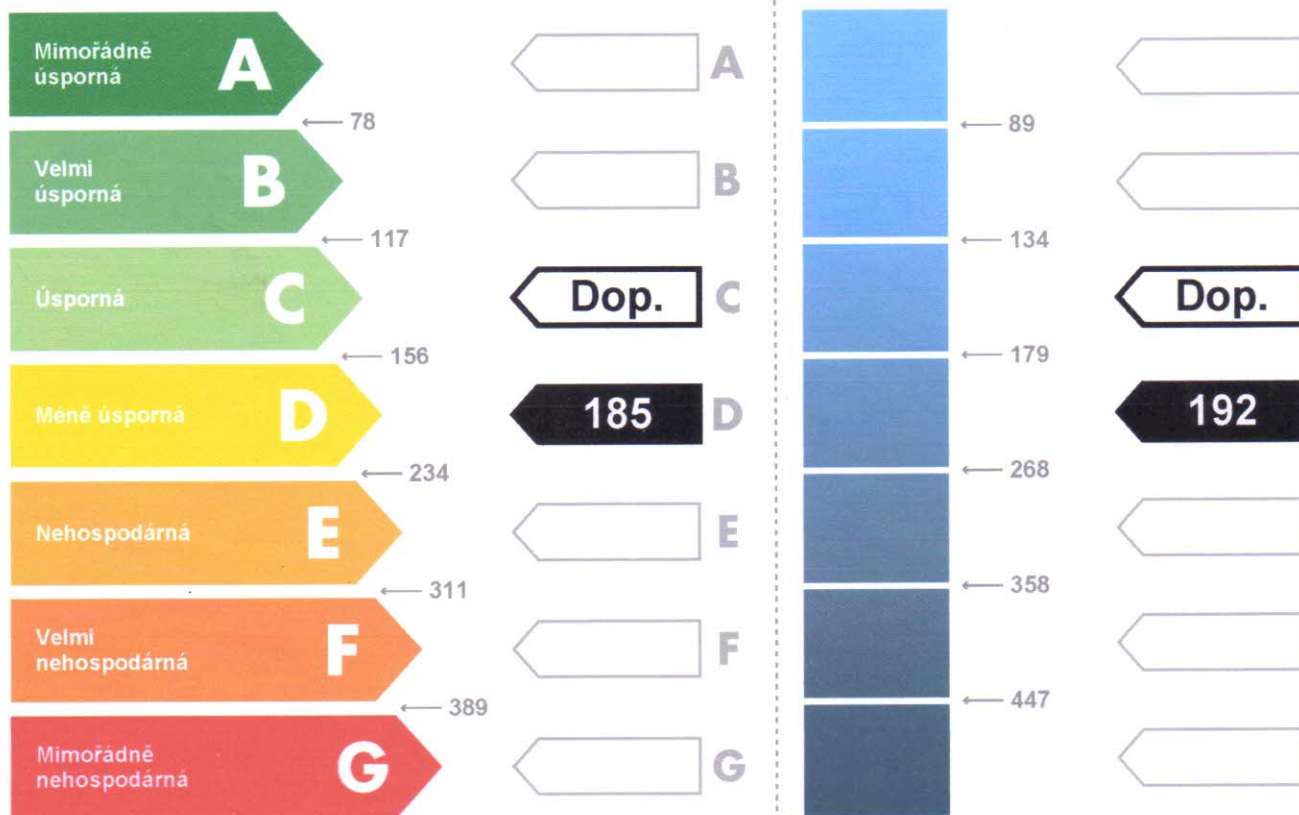 Mimořádně
úsporná
A
A
← 78
← 89
Velmi
úsporná
B
B
← 117
← 134
Úsporná
C
Dop.
C
Dop.
← 156
← 179
Méně úsporná
D
185
D
192
← 234
← 268
Nehospodárná
E
E
← 311
← 358
Velmi
nehospodárná
F
F
← 389
← 447
Mimořádně
nehospodárná
G
G